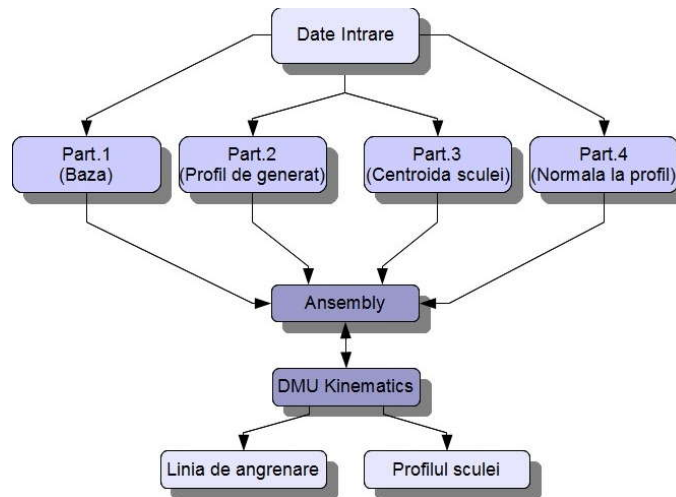 Date Intrare
Part.1
(Baza)
Part.2
(Profil de generat)
Part.3
(Centroida sculei)
Part.4
(Normala la profil)
Ansembly
DMU Kinematics
Linia de angrenare
Profilul sculei